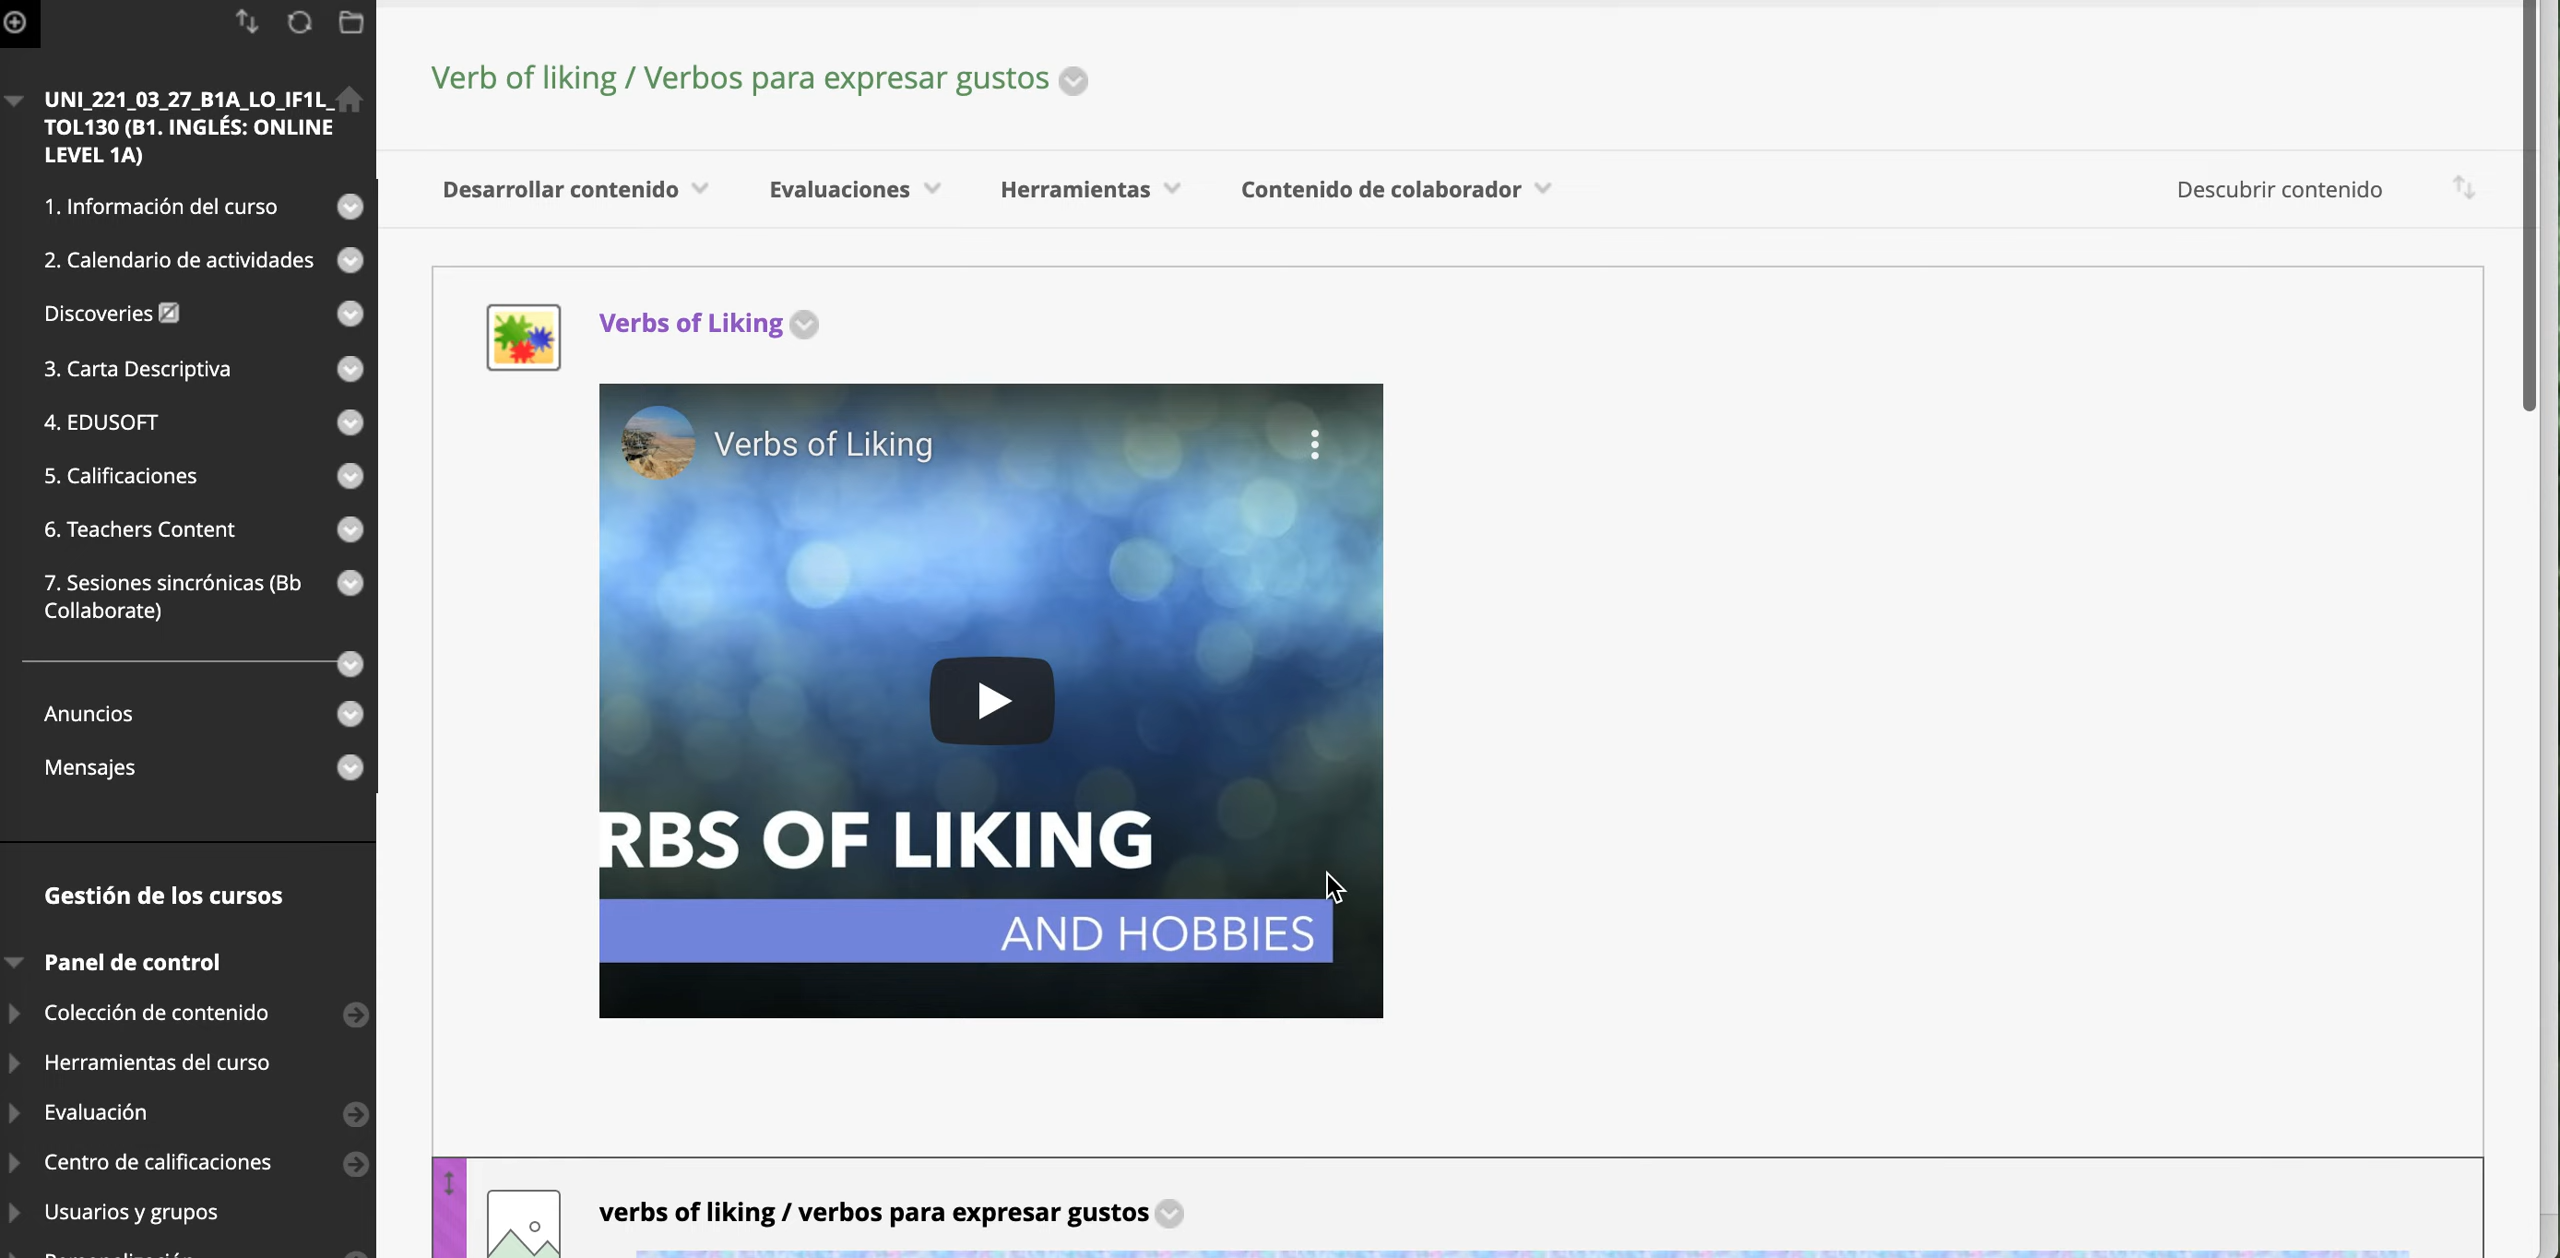 UNI_221_03_27_B1A_LO_IF1L_
TOL130 (B1. INGLÉS: ONLINE
LEVEL 1A)
1. Información del curso
2. Calendario de actividades
Discoveries
3. Carta Descriptiva
4. EDUSOFT
5. Calificaciones
6. Teachers Content
7. Sesiones sincrónicas (Bb
Collaborate)
Anuncios
Mensajes
Gestión de los cursos
Panel de control
Colección de contenido
Herramientas del curso
Evaluación
Centro de calificaciones
Usuarios y grupos
Verb of liking / Verbos para expresar gustos
Desarrollar contenido
Evaluaciones
Herramientas
Contenido de colaborador
Descubrir contenido
Verbs of Liking
Verbs of Liking
RBS OF LIKING
AND HOBBIES
verbs of liking / verbos para expresar gustos